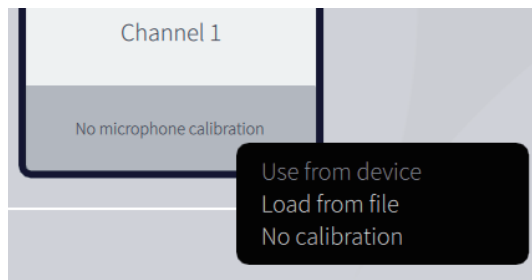 Channel 1
No microphone calibration
Use from device
Load from file
No calibration